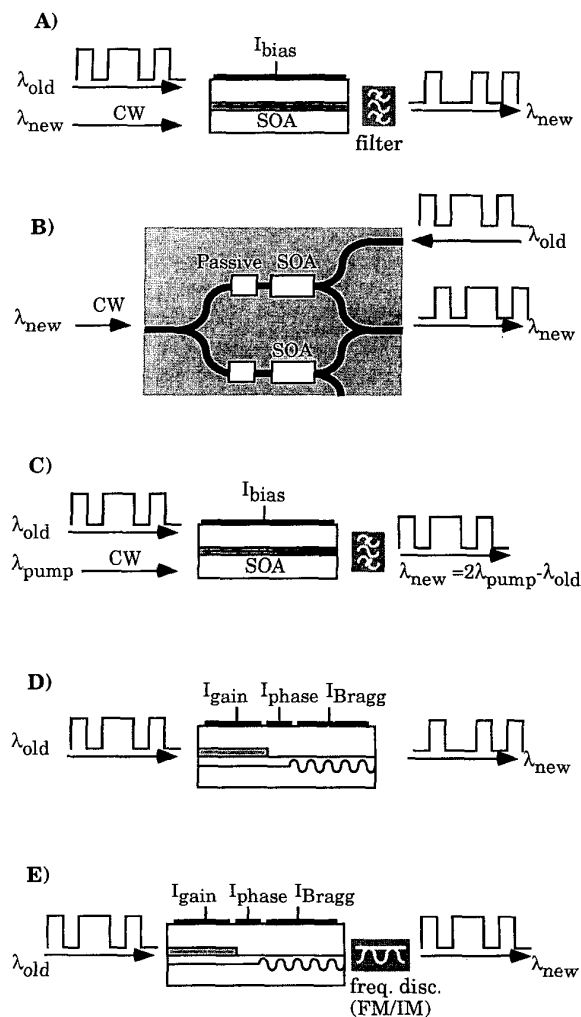 A)
I_bias
λ_old
λ_new CW
SOA
filter
λ_new
B)
λ_old
Passive SOA
CW
λ_new
λ_new
SOA
C)
I_bias
λ_old
λ_pump CW
SOA
λ_new =2λ_pump-λ_old
D)
I_gain I_phase I_Bragg
λ_old
λ_new
E)
I_gain I_phase I_Bragg
λ_old
λ_new
freq. disc.
(FM/IM)